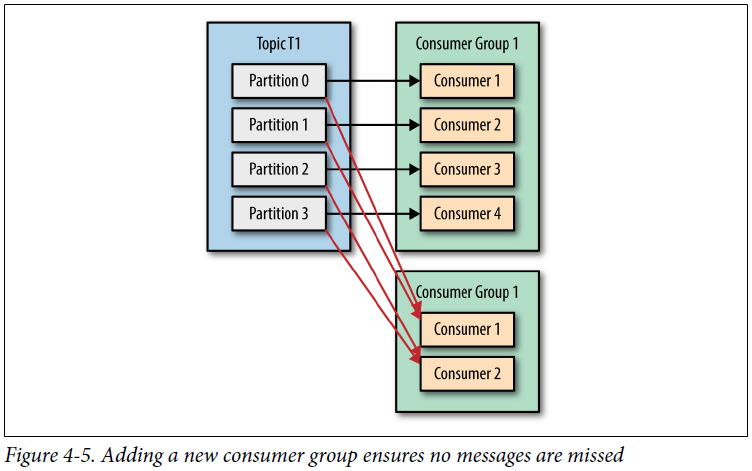 Topic T1
Partition 0
Partition 1
Partition 2
Partition 3
Consumer Group 1
Consumer 1
Consumer 2
Consumer 3
Consumer 4
Consumer Group 1
Consumer 1
Consumer 2
Figure 4-5. Adding a new consumer group ensures no messages are missed